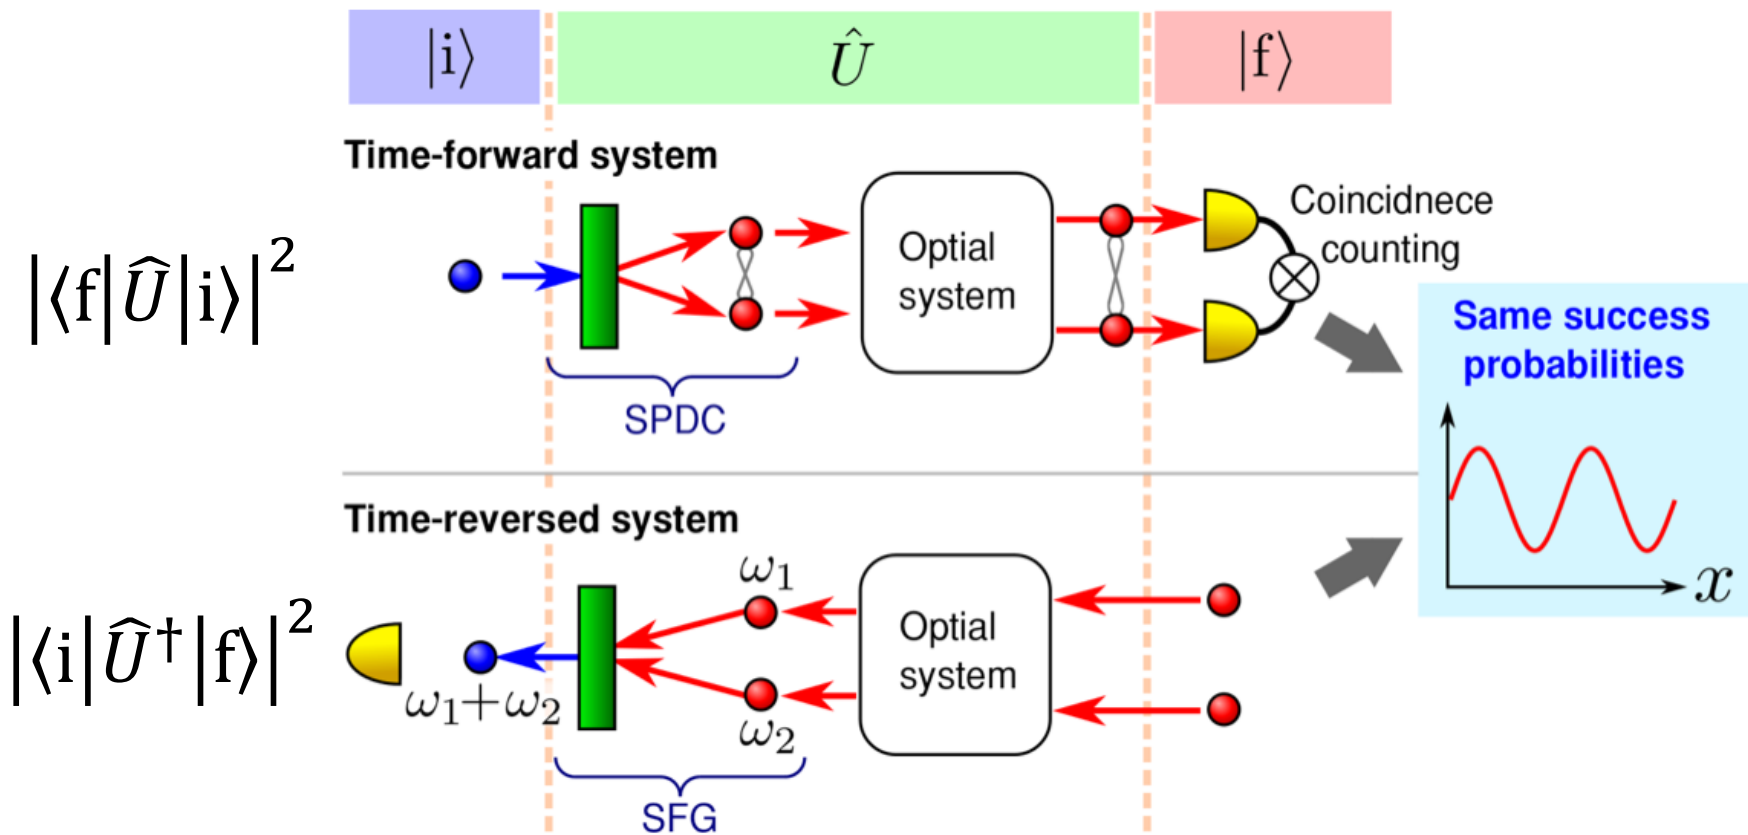 |i⟩
Û
|f⟩
Time-forward system
|⟨f|Û|i⟩|²
Optial
system
Coincidnece
counting
SPDC
Same success
probabilities
x
Time-reversed system
|⟨i|Û†|f⟩|²
ω₁+ω₂
ω₁
ω₂
Optial
system
SFG